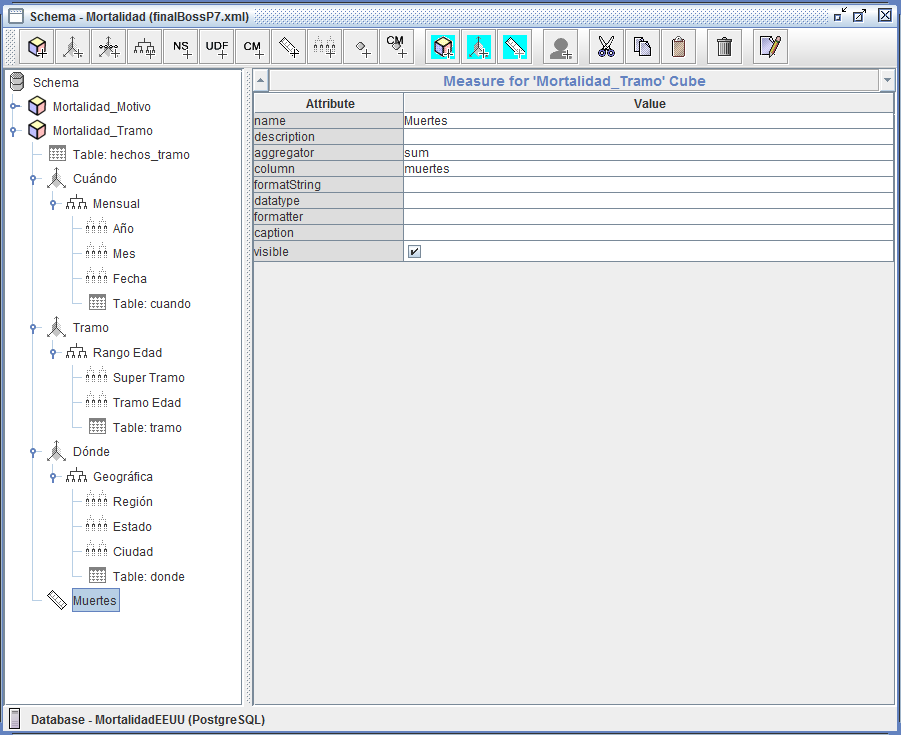 Schema - Mortalidad (finalBossP7.xml)
NS UDF CM CM
Schema
Mortalidad_Motivo
Mortalidad_Tramo
Table: hechos_tramo
Cuándo
Mensual
Año
Mes
Fecha
Table: cuando
Tramo
Rango Edad
Super Tramo
Tramo Edad
Table: tramo
Dónde
Geográfica
Región
Estado
Ciudad
Table: donde
Muertes
Measure for 'Mortalidad_Tramo' Cube
Attribute Value
name Muertes
description
aggregator sum
column muertes
formatString
datatype
formatter
caption
visible
Database - MortalidadEEUU (PostgreSQL)